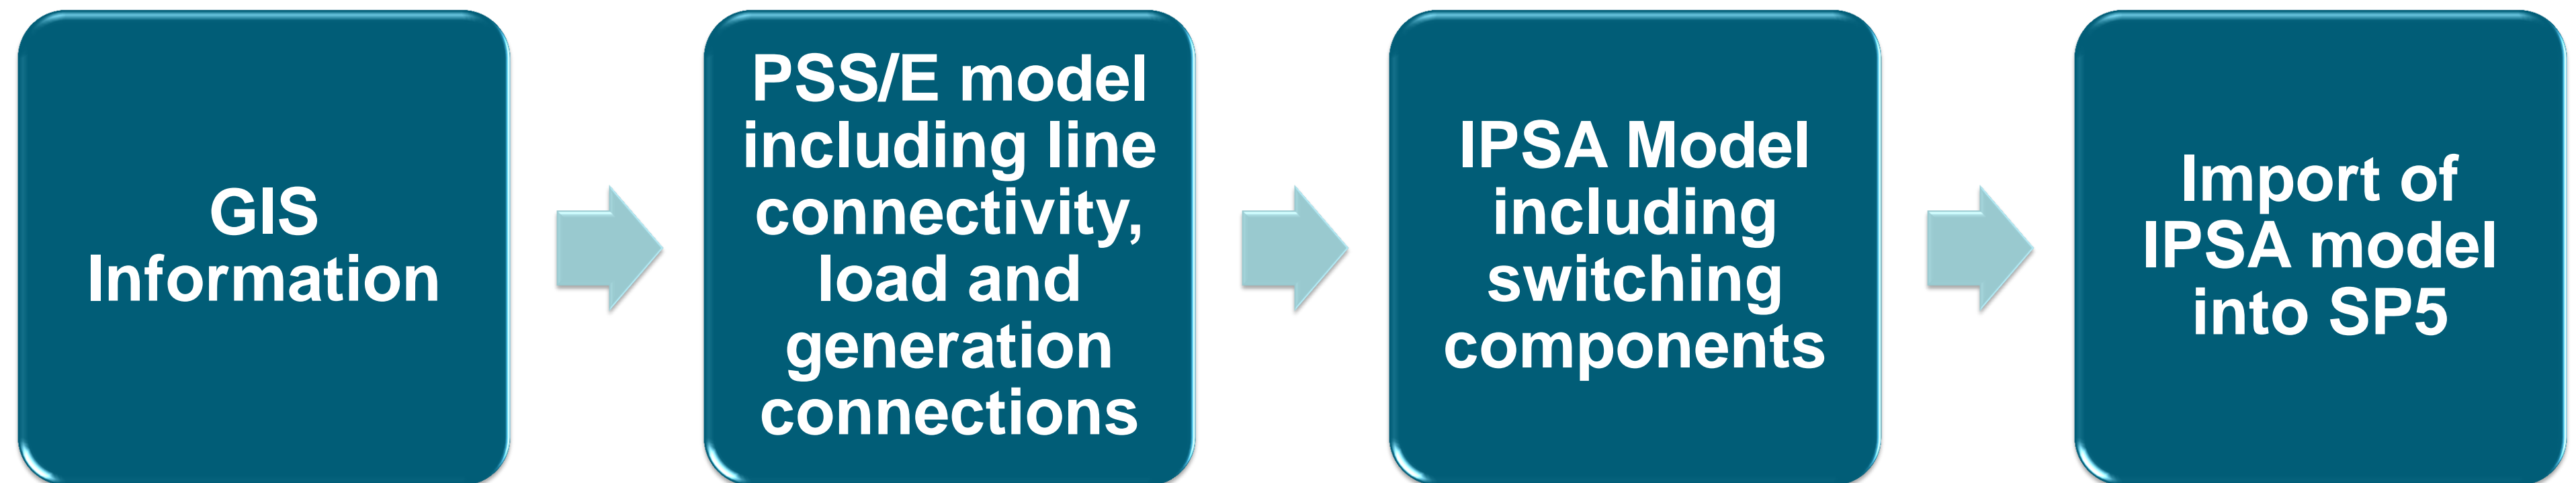 GIS
Information
PSS/E model
including line
connectivity,
load and
generation
connections
IPSA Model
including
switching
components
Import of
IPSA model
into SP5